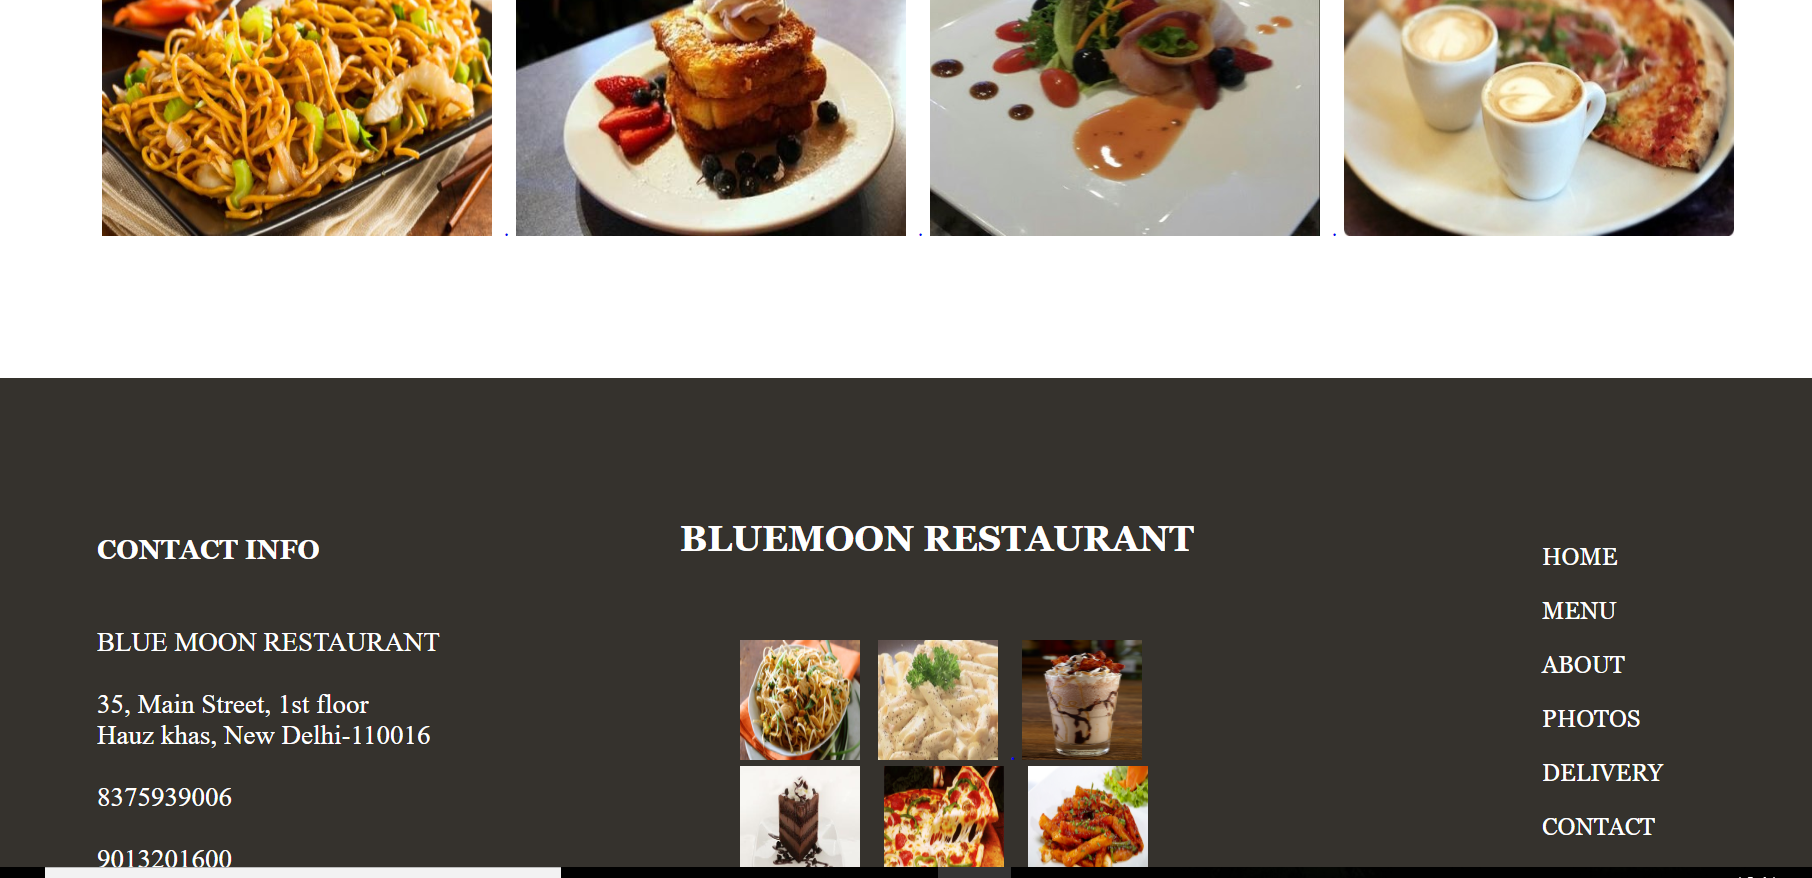 CONTACT INFO
BLUE MOON RESTAURANT
35, Main Street, 1st floor
Hauz khas, New Delhi-110016
8375939006
9013201600
BLUEMOON RESTAURANT
HOME
MENU
ABOUT
PHOTOS
DELIVERY
CONTACT